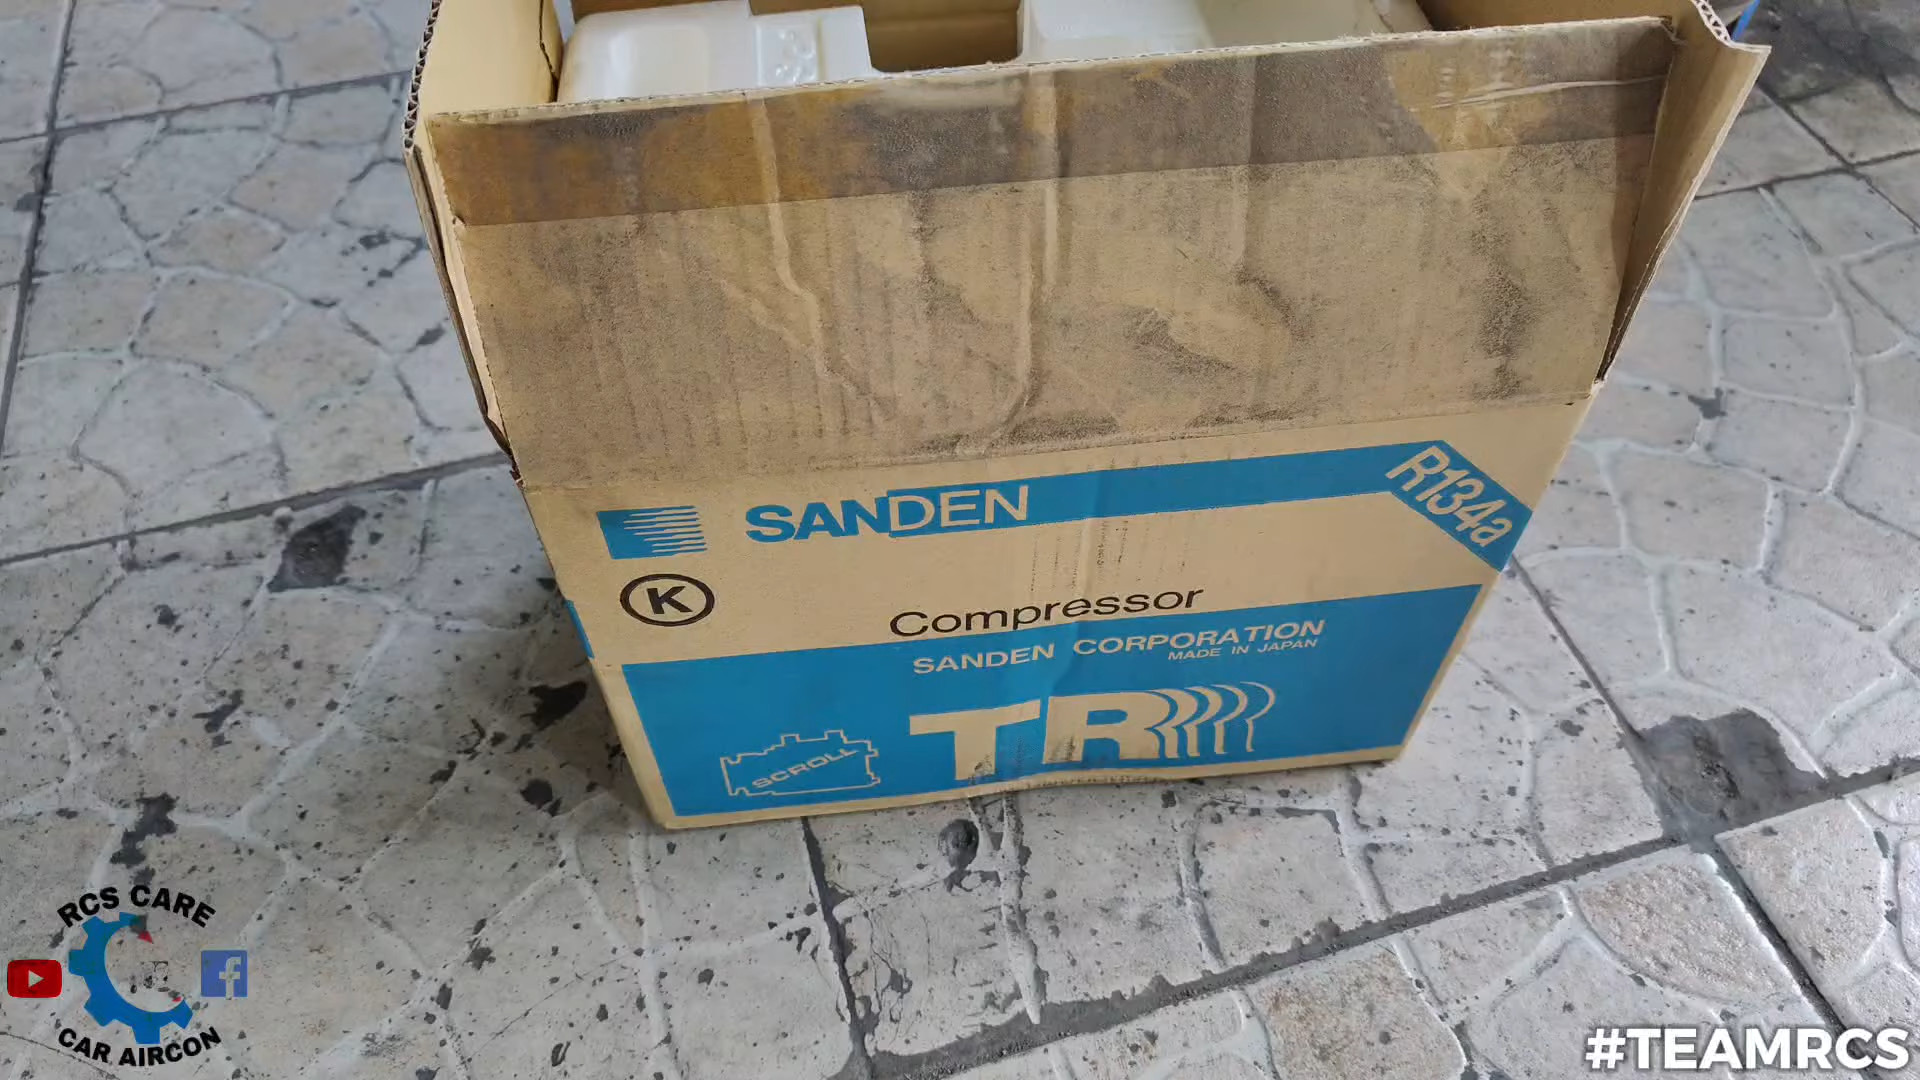 SANDEN
R134a
K
Compressor
SANDEN CORPORATION
MADE IN JAPAN
SCROLL
TR
RCS CARE
CAR AIRCON
#TEAMRCS